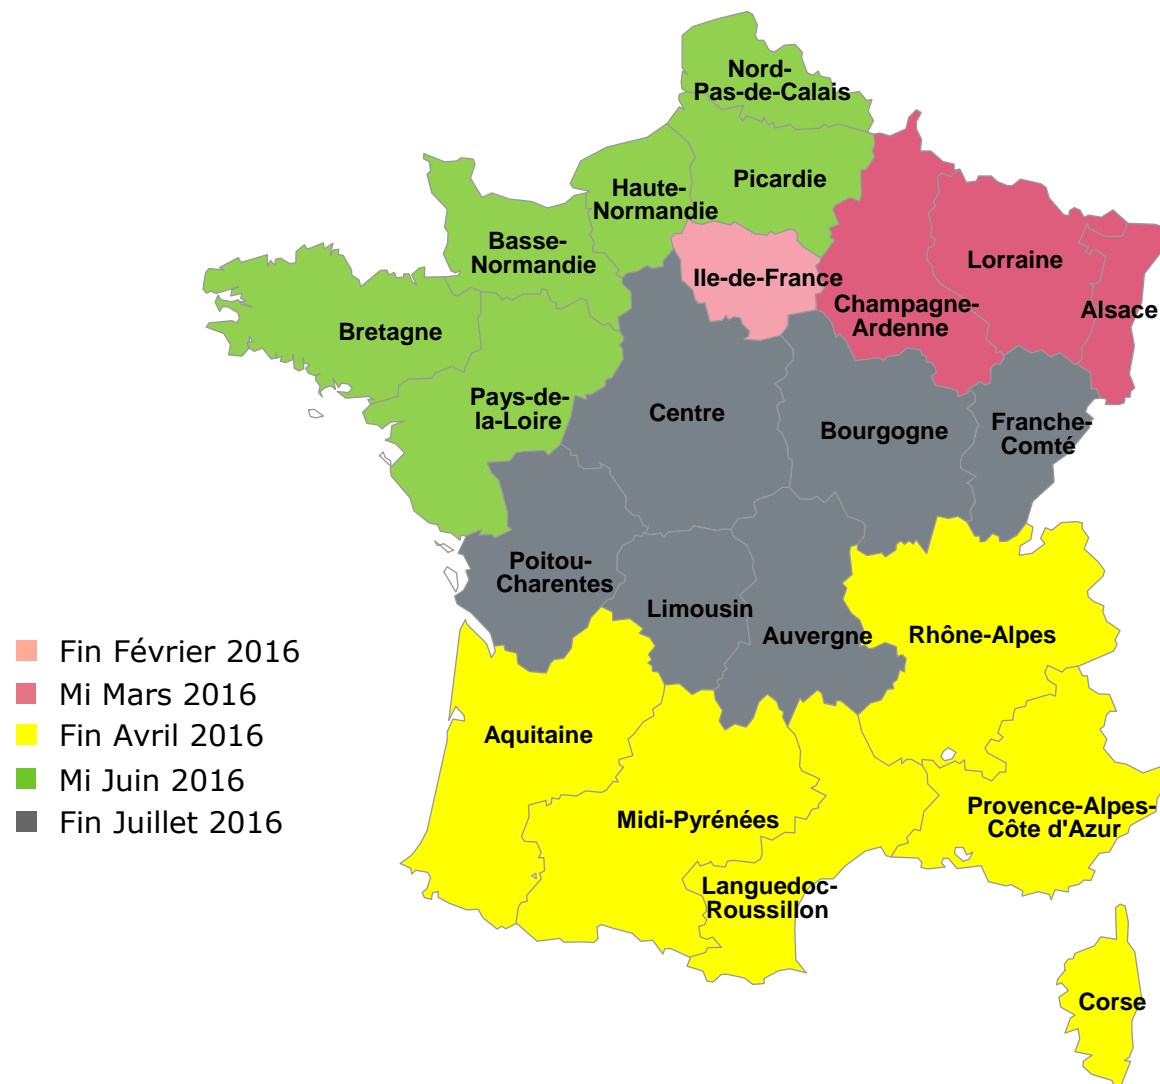 Nord-
Pas-de-Calais
Picardie
Haute-
Normandie
Basse-
Normandie
Ile-de-France
Lorraine
Champagne-
Ardenne
Alsace
Bretagne
Pays-de-
la-Loire
Centre
Bourgogne
Franche-
Comté
Poitou-
Charentes
Limousin
Auvergne
Rhône-Alpes
Aquitaine
Midi-Pyrénées
Provence-Alpes-
Côte d'Azur
Languedoc-
Roussillon
Corse
Fin Février 2016
Mi Mars 2016
Fin Avril 2016
Mi Juin 2016
Fin Juillet 2016